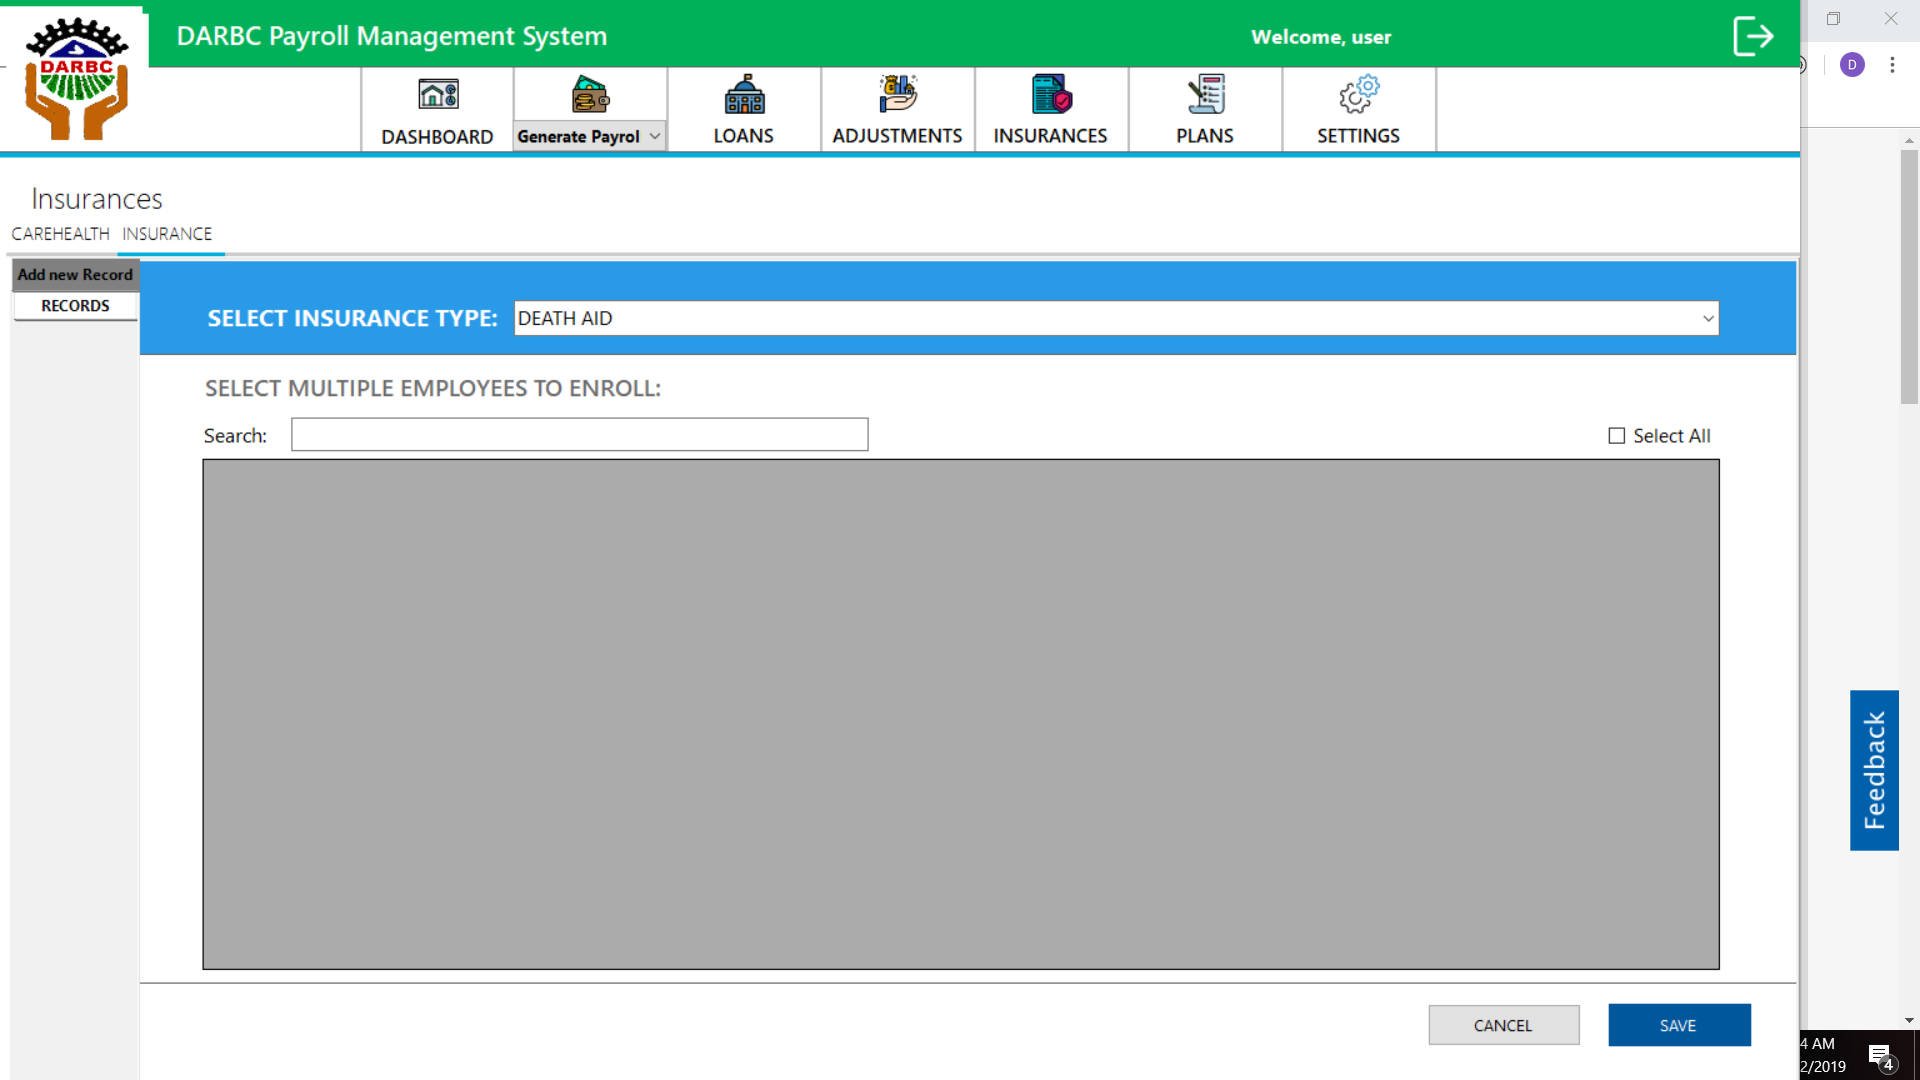 DARBC
DARBC Payroll Management System
Welcome, user
D
DASHBOARD
Generate Payrol
LOANS
ADJUSTMENTS
INSURANCES
PLANS
SETTINGS
Insurances
CAREHEALTH INSURANCE
Add new Record
RECORDS
SELECT INSURANCE TYPE: DEATH AID
SELECT MULTIPLE EMPLOYEES TO ENROLL:
Search:
Select All
Feedback
CANCEL
SAVE
4 AM
2/2019
4